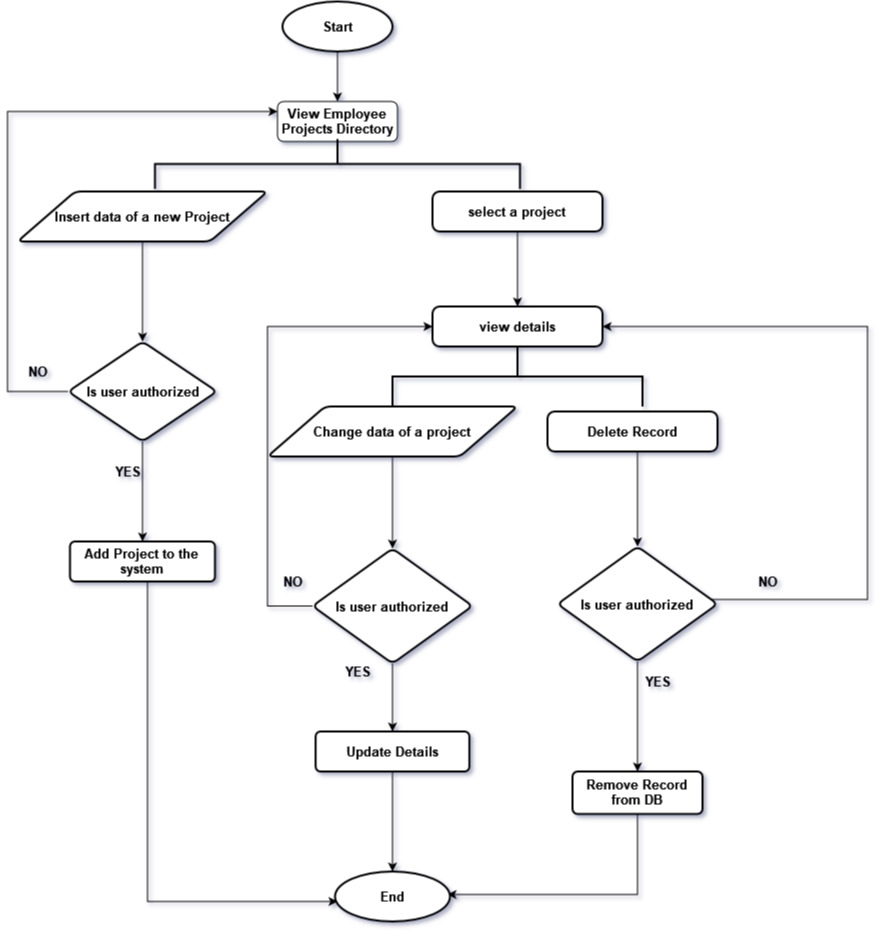 Start
View Employee
Projects Directory
Insert data of a new Project
select a project
view details
NO
Is user authorized
Change data of a project
Delete Record
YES
Add Project to the
system
NO
Is user authorized
Is user authorized
NO
YES
YES
Update Details
Remove Record
from DB
End